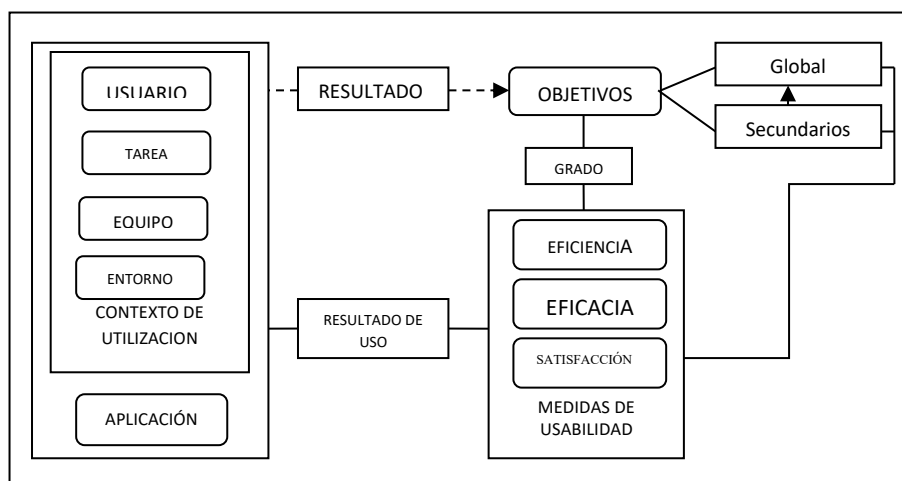 USUARIO
TAREA
EQUIPO
ENTORNO
CONTEXTO DE
UTILIZACION
APLICACIÓN
RESULTADO
RESULTADO DE
USO
OBJETIVOS
GRADO
EFICIENCIA
EFICACIA
SATISFACCIÓN
MEDIDAS DE
USABILIDAD
Global
Secundarios